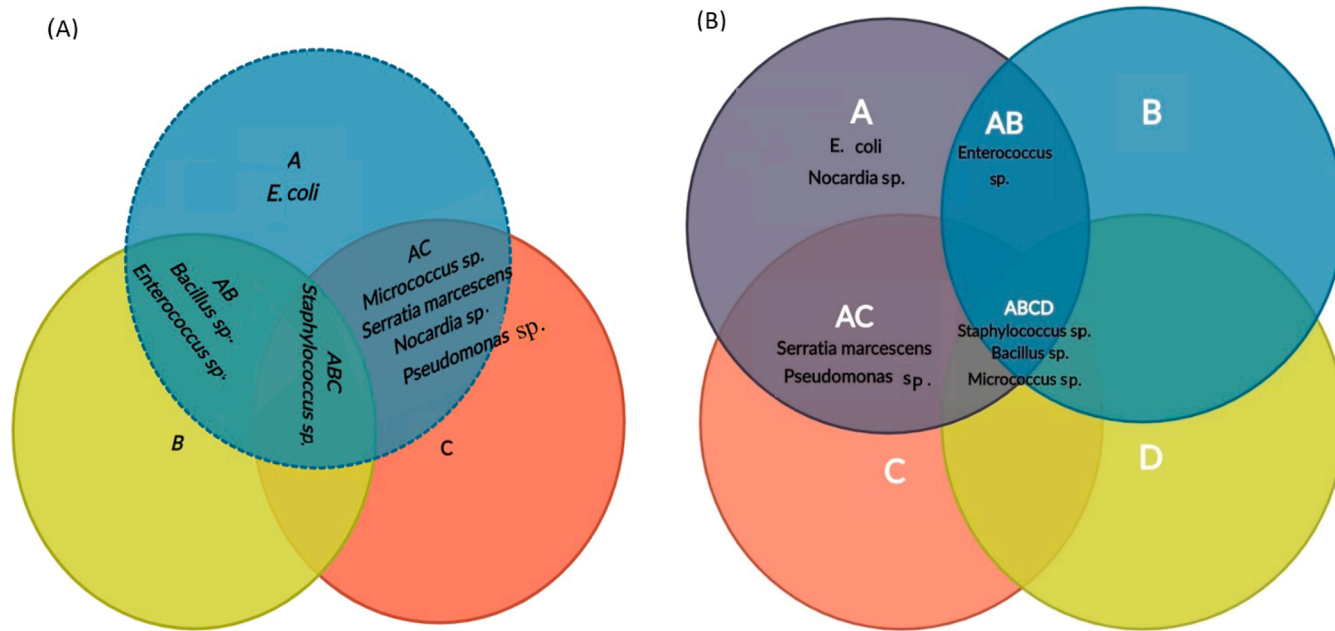 (A)
A
E. coli
AB
Bacillus sp.
Enterococcus sp.
ABC
Staphylococcus sp.
AC
Micrococcus sp.
Serratia marcescens
Nocardia sp.
Pseudomonas sp.
B
C
(B)
A
E. coli
Nocardia sp.
AB
Enterococcus
sp.
B
AC
Serratia marcescens
Pseudomonas sp.
ABCD
Staphylococcus sp.
Bacillus sp.
Micrococcus sp.
C
D